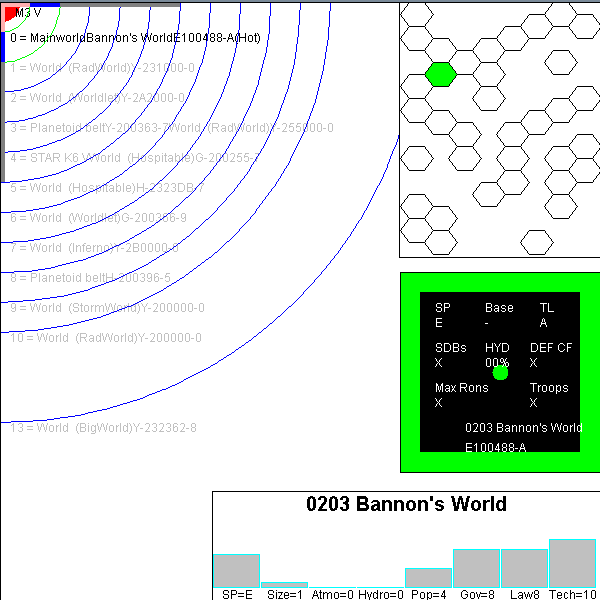 M3 V
0 = MainworldBannon's WorldE100488-A(Hot)
1 = World  (RadWorld)Y-231000-0
2 = World  (Worldlet)Y-2A2000-0
3 = Planetoid beltY-200363-7World  (RadWorld)Y-255000-0
4 = STAR K6 VWorld  (Hospitable)G-200255-7
5 = World  (Hospitable)H-2323DB-7
6 = World  (Worldlet)G-200366-9
7 = World  (Inferno)Y-2B0000-0
8 = Planetoid beltH-200396-5
9 = World  (StormWorld)Y-200000-0
10 = World  (RadWorld)Y-200000-0
13 = World  (BigWorld)Y-232362-8
SP Base TL
E - A
SDBs HYD DEF CF
X 00% X
Max Rons Troops
X X
0203 Bannon's World
E100488-A
0203 Bannon's World
SP=E Size=1 Atmo=0 Hydro=0 Pop=4 Gov=8 Law8 Tech=10